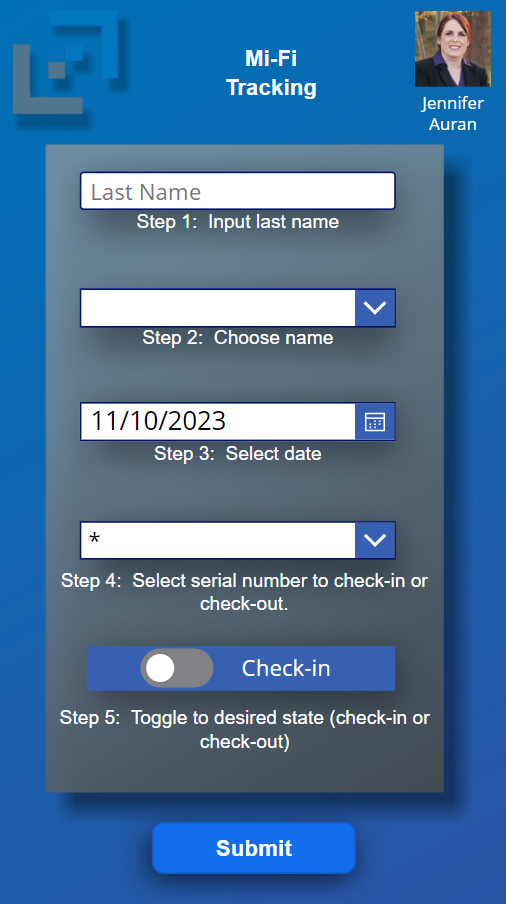 Mi-Fi
Tracking
Jennifer
Auran
Last Name
Step 1:  Input last name
Step 2:  Choose name
11/10/2023
Step 3:  Select date
*
Step 4:  Select serial number to check-in or
check-out.
Check-in
Step 5:  Toggle to desired state (check-in or
check-out)
Submit